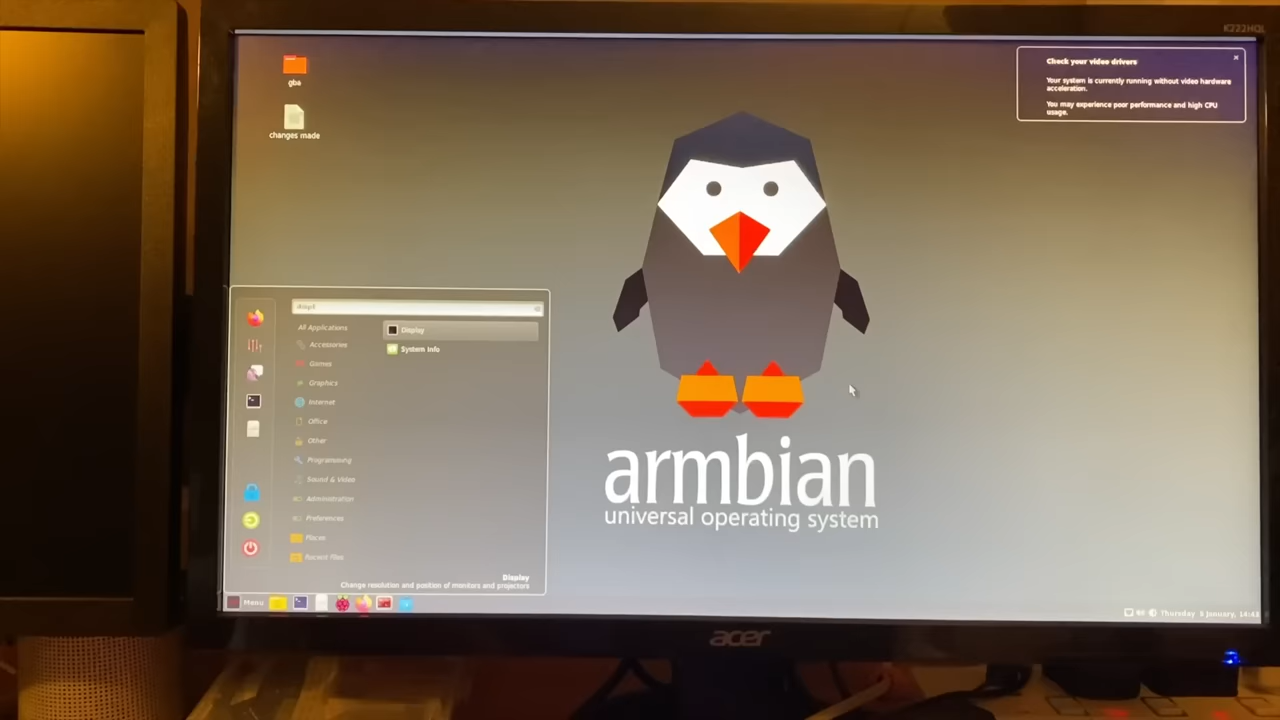 K222HQL
gba
changes made
Check your video drivers
Your system is currently running without video hardware
acceleration.
You may experience poor performance and high CPU
usage.
All Applications
Accessories
Games
Graphics
Internet
Office
Other
Programming
Sound & Video
Administration
Preferences
Places
Recent Files
Display
System Info
Display
Change resolution and position of monitors and projectors
armbian
universal operating system
Menu
Thursday 5 January, 14:43
acer